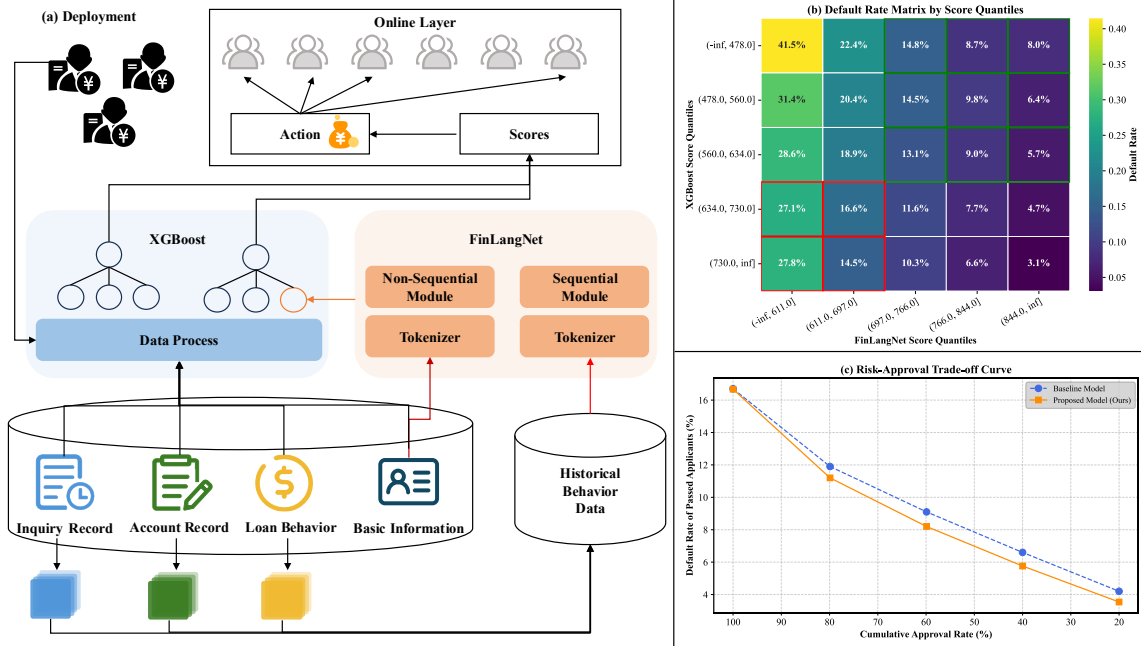 (a) Deployment
Online Layer
Action
¥
Scores
¥
¥
¥
XGBoost
FinLangNet
Non-Sequential
Module
Sequential
Module
Tokenizer
Tokenizer
Data Process
Inquiry Record
Account Record
$
Loan Behavior
Basic Information
Historical
Behavior
Data
(b) Default Rate Matrix by Score Quantiles
XGBoost Score Quantiles
(-inf, 478.0]
41.5% 22.4% 14.8% 8.7% 8.0%
(478.0, 560.0]
31.4% 20.4% 14.5% 9.8% 6.4%
(560.0, 634.0]
28.6% 18.9% 13.1% 9.0% 5.7%
(634.0, 730.0]
27.1% 16.6% 11.6% 7.7% 4.7%
(730.0, inf]
27.8% 14.5% 10.3% 6.6% 3.1%
(-inf, 611.0]
(611.0, 697.0]
(697.0, 766.0]
(766.0, 844.0]
(844.0, inf]
FinLangNet Score Quantiles
0.40
0.35
0.30
0.25
0.20
0.15
0.10
0.05
Default Rate
(c) Risk-Approval Trade-off Curve
Baseline Model
Proposed Model (Ours)
Default Rate of Passed Applicants (%)
16
14
12
10
8
6
4
100 90 80 70 60 50 40 30 20
Cumulative Approval Rate (%)